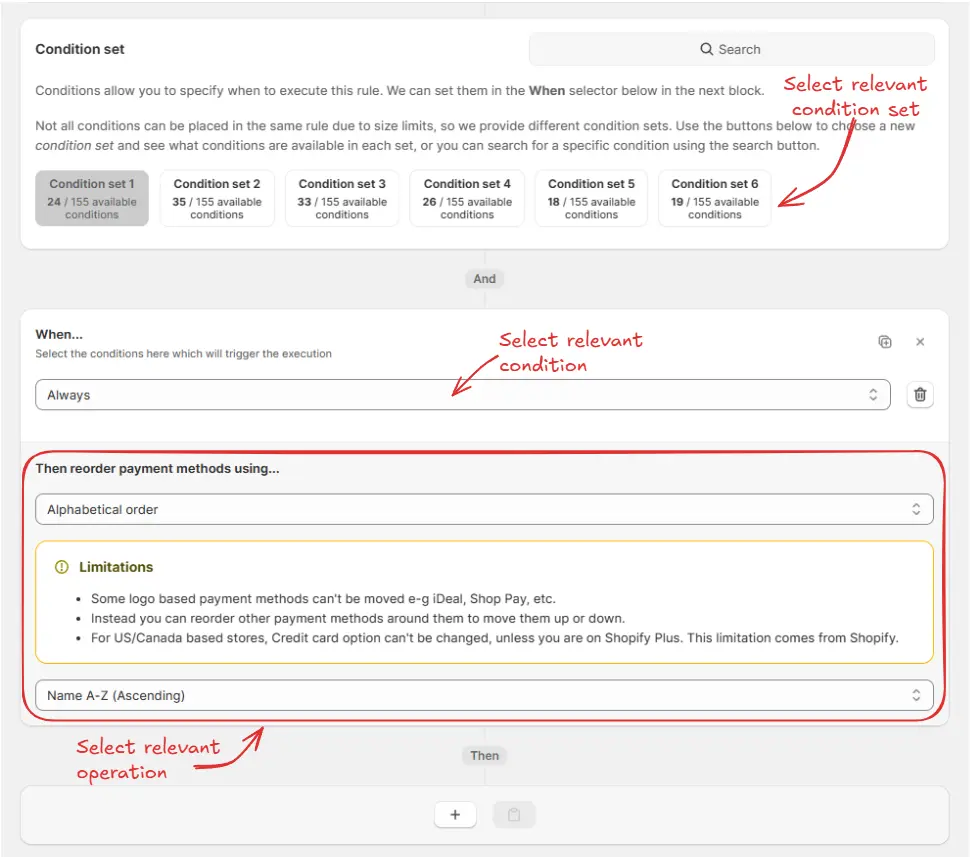 Condition set
Search
Conditions allow you to specify when to execute this rule. We can set them in the When selector below in the next block.
Select relevant
condition set
Not all conditions can be placed in the same rule due to size limits, so we provide different condition sets. Use the buttons below to choose a new
condition set and see what conditions are available in each set, or you can search for a specific condition using the search button.
Condition set 1
24 / 155 available
conditions
Condition set 2
35 / 155 available
conditions
Condition set 3
33 / 155 available
conditions
Condition set 4
26 / 155 available
conditions
Condition set 5
18 / 155 available
conditions
Condition set 6
19 / 155 available
conditions
And
When...
Select the conditions here which will trigger the execution
Select relevant
condition
Always
Then reorder payment methods using...
Alphabetical order
Limitations
• Some logo based payment methods can't be moved e-g iDeal, Shop Pay, etc.
• Instead you can reorder other payment methods around them to move them up or down.
• For US/Canada based stores, Credit card option can't be changed, unless you are on Shopify Plus. This limitation comes from Shopify.
Name A-Z (Ascending)
Select relevant
operation
Then